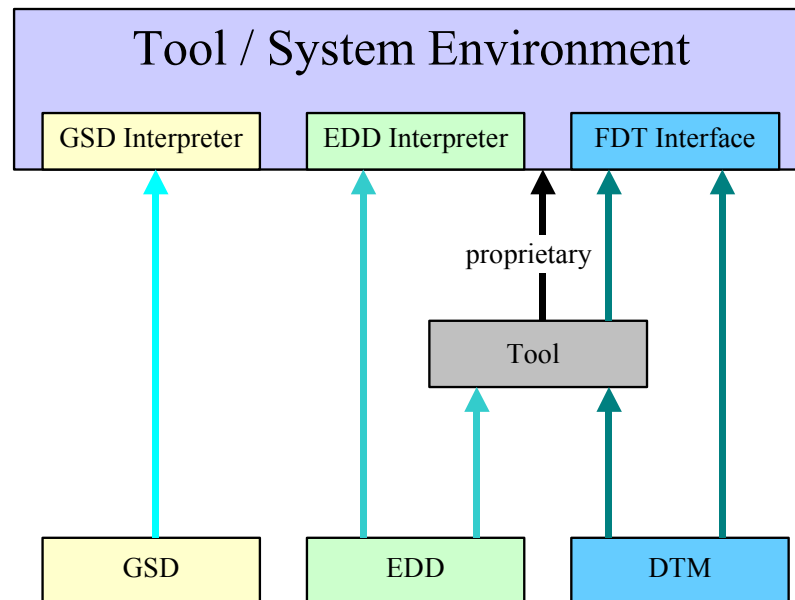 Tool / System Environment
GSD Interpreter
EDD Interpreter
FDT Interface
proprietary
Tool
GSD
EDD
DTM